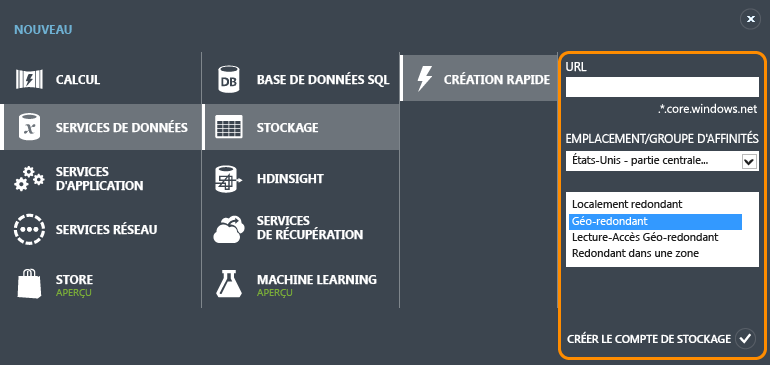 NOUVEAU
CALCUL
SERVICES DE DONNÉES
SERVICES
D'APPLICATION
SERVICES RÉSEAU
STORE
APERÇU
DB
BASE DE DONNÉES SQL
STOCKAGE
HDINSIGHT
SERVICES
DE RÉCUPÉRATION
MACHINE LEARNING
APERÇU
CRÉATION RAPIDE
URL
.*.core.windows.net
EMPLACEMENT/GROUPE D'AFFINITÉS
États-Unis - partie centrale...
Localement redondant
Géo-redondant
Lecture-Accès Géo-redondant
Redondant dans une zone
CRÉER LE COMPTE DE STOCKAGE